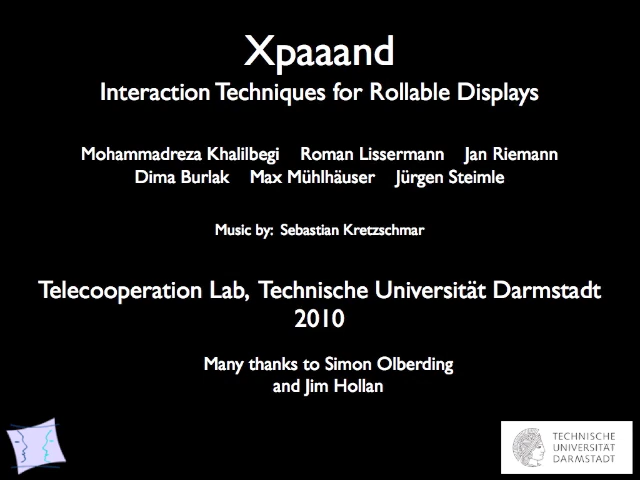 Xpaaand
Interaction Techniques for Rollable Displays
Mohammadreza Khalilbegi Roman Lissermann Jan Riemann
Dima Burlak Max Mühlhäuser Jürgen Steimle
Music by: Sebastian Kretzschmar
Telecooperation Lab, Technische Universität Darmstadt
2010
Many thanks to Simon Olberding
and Jim Hollan
TECHNISCHE
UNIVERSITÄT
DARMSTADT